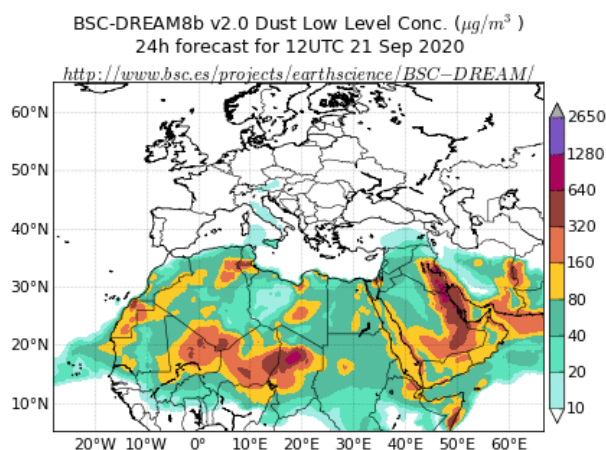 BSC-DREAM8b v2.0 Dust Low Level Conc. (µg/m³ )
24h forecast for 12UTC 21 Sep 2020
http://www.bsc.es/projects/earthscience/BSC−DREAM/
60°N
50°N
40°N
30°N
20°N
10°N
20°W 10°W 0° 10°E 20°E 30°E 40°E 50°E 60°E
2650
1280
640
320
160
80
40
20
10